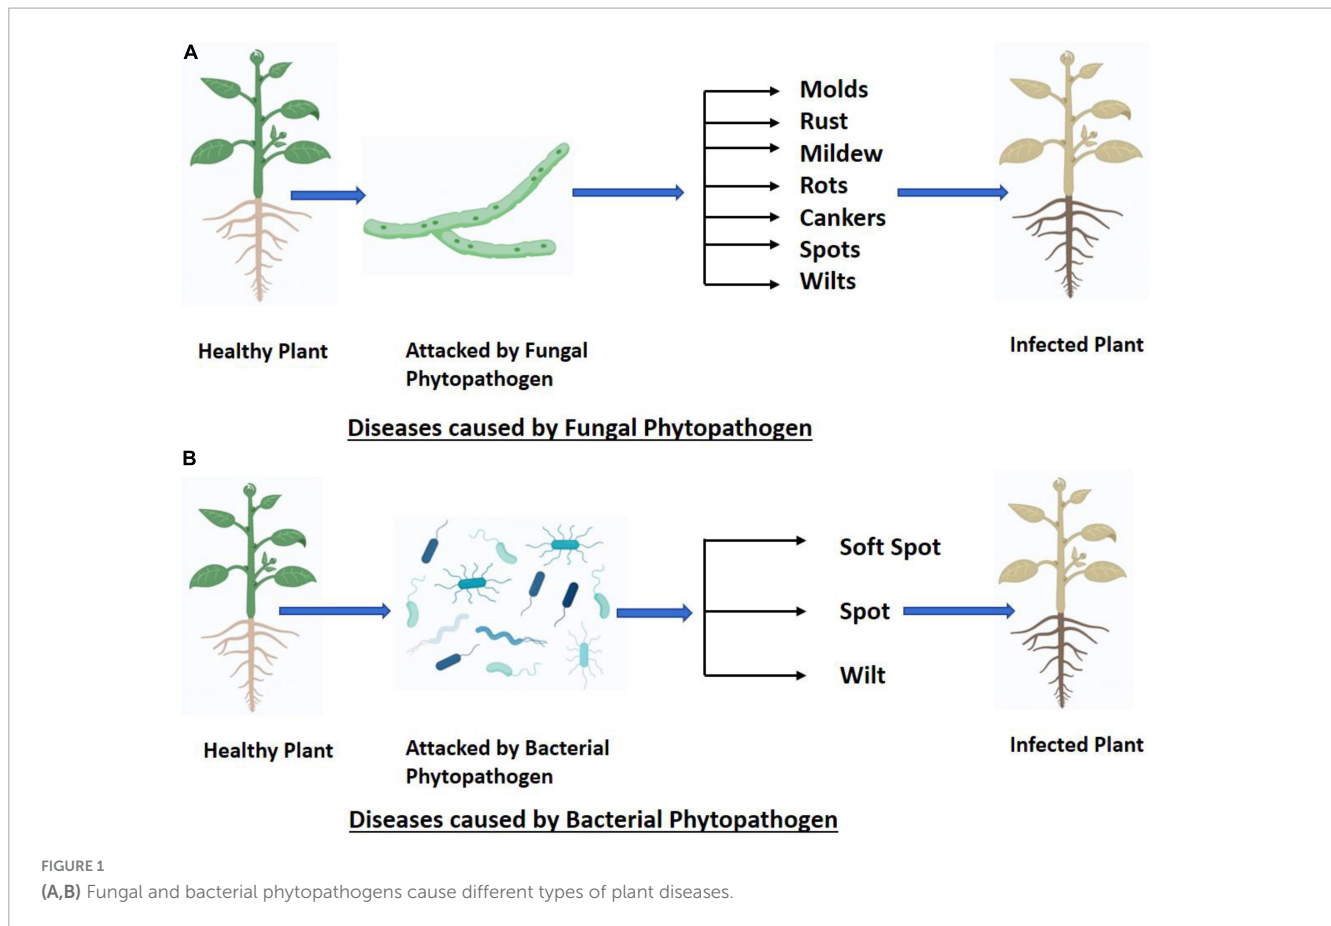 A
Molds
Rust
Mildew
Rots
Cankers
Spots
Wilts
Healthy Plant
Attacked by Fungal
Phytopathogen
Infected Plant
Diseases caused by Fungal Phytopathogen
B
Soft Spot
Spot
Wilt
Healthy Plant
Attacked by Bacterial
Phytopathogen
Infected Plant
Diseases caused by Bacterial Phytopathogen
FIGURE 1
(A,B) Fungal and bacterial phytopathogens cause different types of plant diseases.